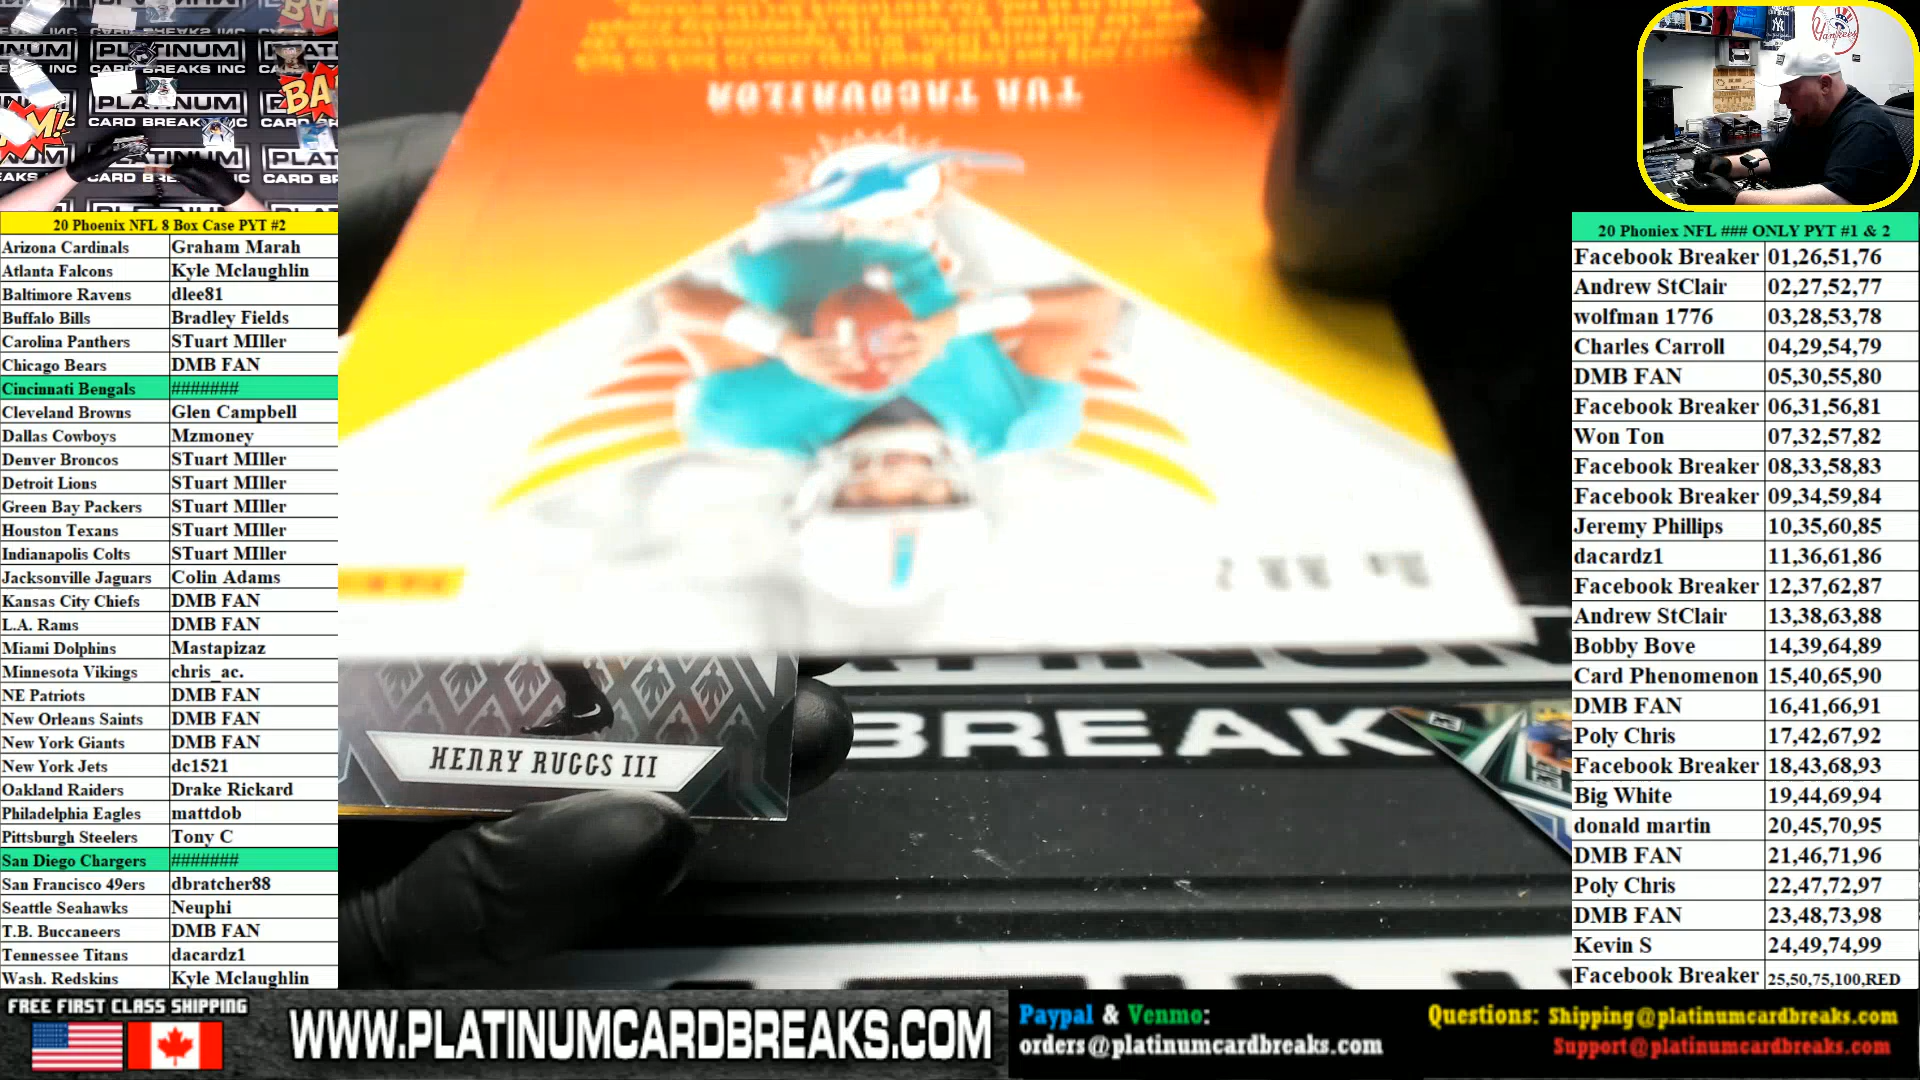 20 Phoenix NFL 8 Box Case PYT #2
Arizona Cardinals Graham Marah
Atlanta Falcons Kyle Mclaughlin
Baltimore Ravens dlee81
Buffalo Bills Bradley Fields
Carolina Panthers STuart MIller
Chicago Bears DMB FAN
Cincinnati Bengals #######
Cleveland Browns Glen Campbell
Dallas Cowboys Mzmoney
Denver Broncos STuart MIller
Detroit Lions STuart MIller
Green Bay Packers STuart MIller
Houston Texans STuart MIller
Indianapolis Colts STuart MIller
Jacksonville Jaguars Colin Adams
Kansas City Chiefs DMB FAN
L.A. Rams DMB FAN
Miami Dolphins Mastapizaz
Minnesota Vikings chris_ac.
NE Patriots DMB FAN
New Orleans Saints DMB FAN
New York Giants DMB FAN
New York Jets dc1521
Oakland Raiders Drake Rickard
Philadelphia Eagles mattdob
Pittsburgh Steelers Tony C
San Diego Chargers #######
San Francisco 49ers dbratcher88
Seattle Seahawks Neuphi
T.B. Buccaneers DMB FAN
Tennessee Titans dacardz1
Wash. Redskins Kyle Mclaughlin
PLATINUM
CARD BREAKS INC
TUA TAGOVAILOA
HENRY RUGGS III
BREAK
Yankees
20 Phoniex NFL ### ONLY PYT #1 & 2
Facebook Breaker 01,26,51,76
Andrew StClair 02,27,52,77
wolfman 1776 03,28,53,78
Charles Carroll 04,29,54,79
DMB FAN 05,30,55,80
Facebook Breaker 06,31,56,81
Won Ton 07,32,57,82
Facebook Breaker 08,33,58,83
Facebook Breaker 09,34,59,84
Jeremy Phillips 10,35,60,85
dacardz1 11,36,61,86
Facebook Breaker 12,37,62,87
Andrew StClair 13,38,63,88
Bobby Bove 14,39,64,89
Card Phenomenon 15,40,65,90
DMB FAN 16,41,66,91
Poly Chris 17,42,67,92
Facebook Breaker 18,43,68,93
Big White 19,44,69,94
donald martin 20,45,70,95
DMB FAN 21,46,71,96
Poly Chris 22,47,72,97
DMB FAN 23,48,73,98
Kevin S 24,49,74,99
Facebook Breaker 25,50,75,100,RED
FREE FIRST CLASS SHIPPING
WWW.PLATINUMCARDBREAKS.COM
Paypal & Venmo:
orders@platinumcardbreaks.com
Questions: Shipping@platinumcardbreaks.com
Support@platinumcardbreaks.com